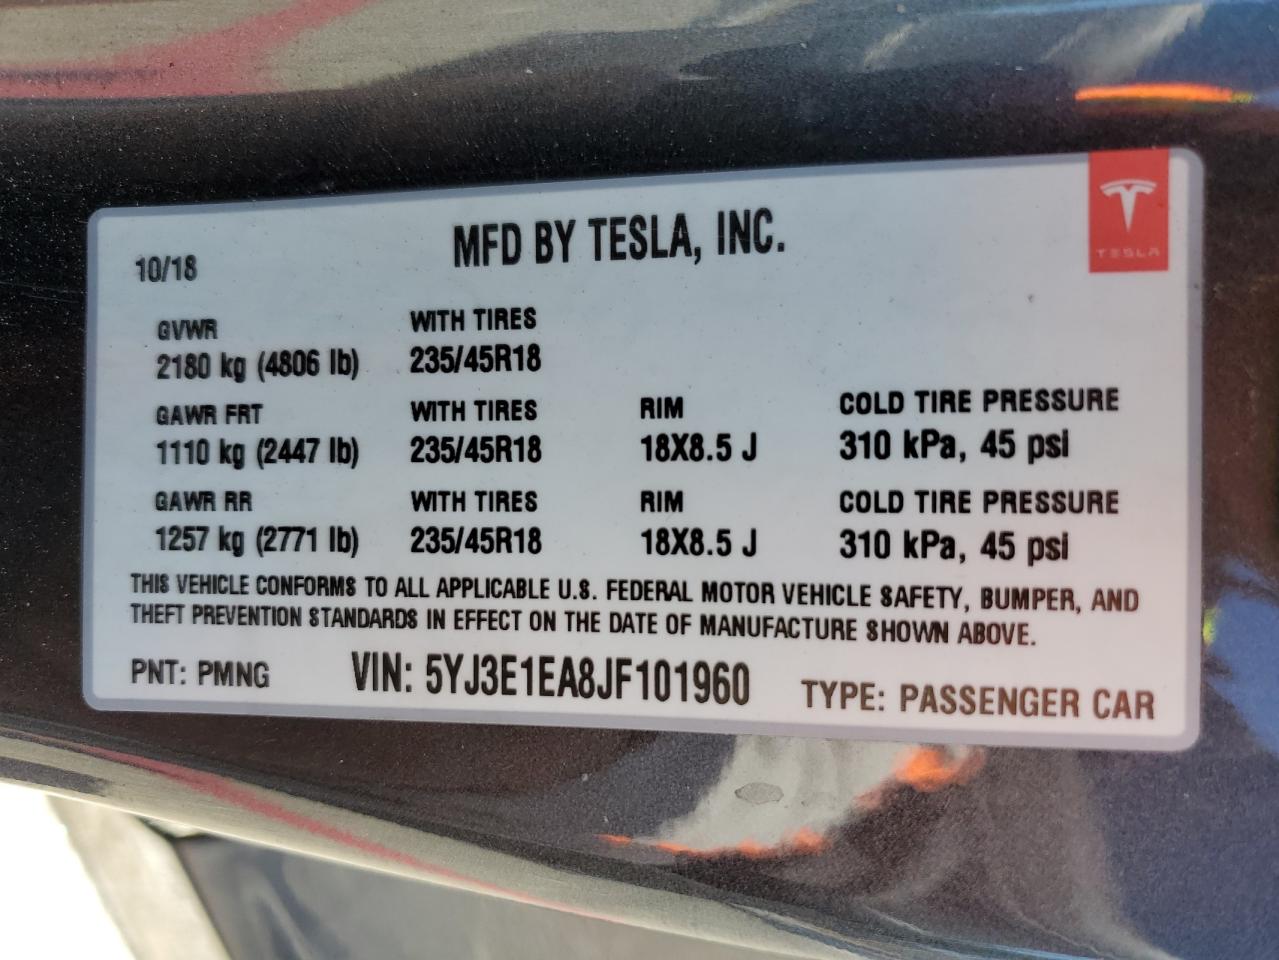 MFD BY TESLA, INC.
TESLA
10/18
GVWR WITH TIRES
2180 kg (4806 lb) 235/45R18
GAWR FRT WITH TIRES RIM COLD TIRE PRESSURE
1110 kg (2447 lb) 235/45R18 18X8.5 J 310 kPa, 45 psi
GAWR RR WITH TIRES RIM COLD TIRE PRESSURE
1257 kg (2771 lb) 235/45R18 18X8.5 J 310 kPa, 45 psi
THIS VEHICLE CONFORMS TO ALL APPLICABLE U.S. FEDERAL MOTOR VEHICLE SAFETY, BUMPER, AND
THEFT PREVENTION STANDARDS IN EFFECT ON THE DATE OF MANUFACTURE SHOWN ABOVE.
PNT: PMNG VIN: 5YJ3E1EA8JF101960 TYPE: PASSENGER CAR